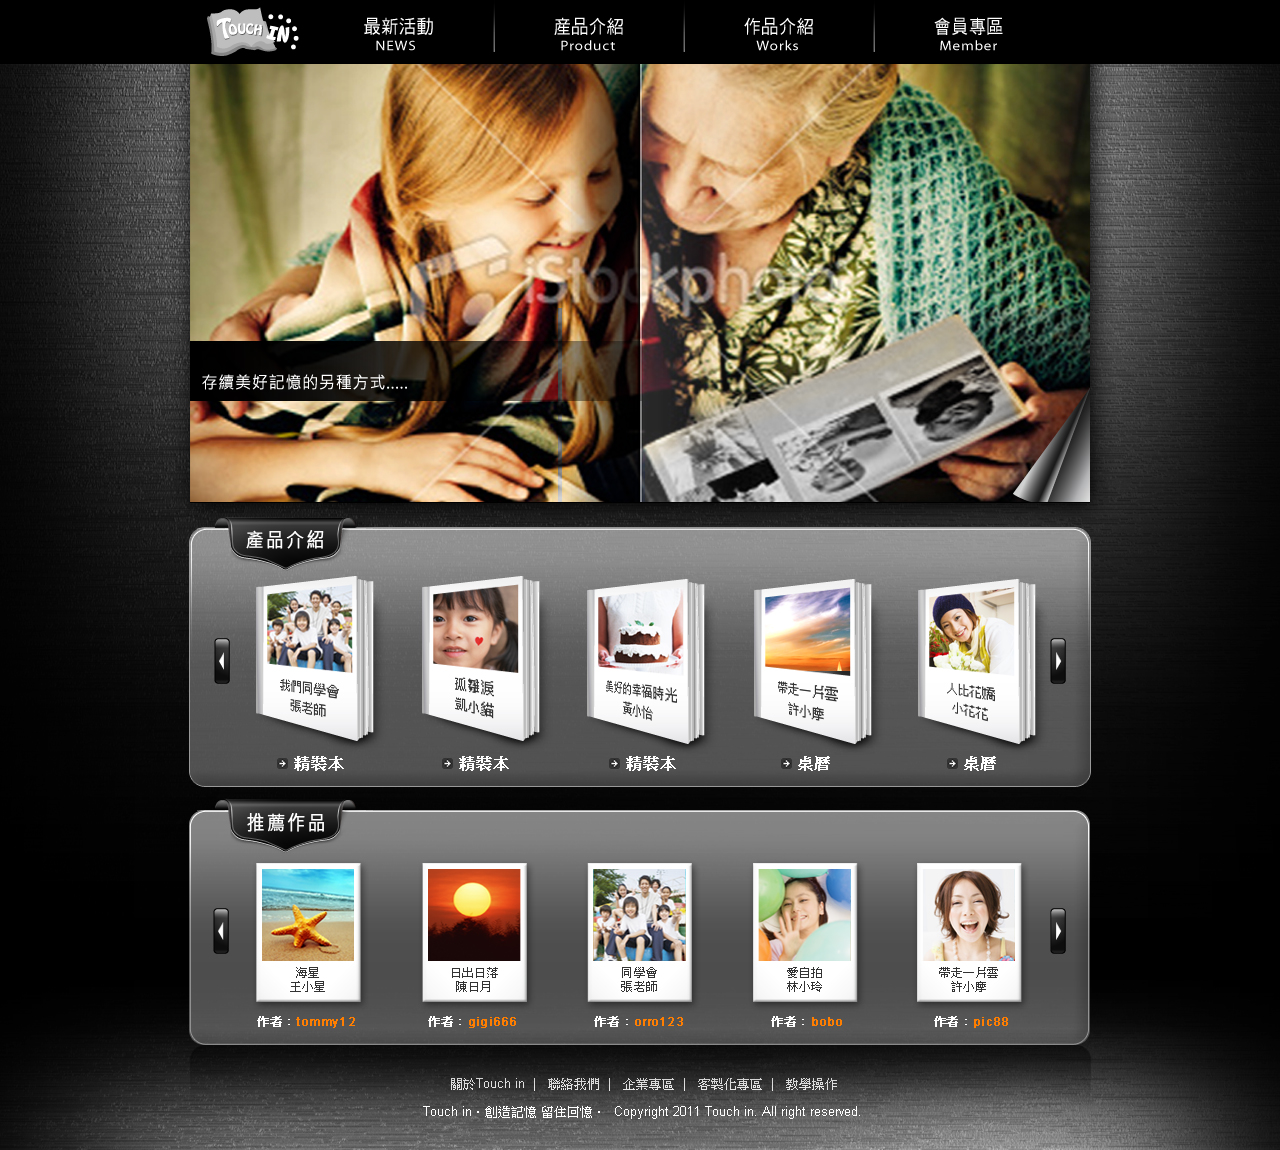 Touch IN
最新活動
NEWS
産品介紹
Product
作品介紹
Works
會員專區
Member
iStockphoto
存續美好記憶的另種方式.....
產品介紹
我們同學會
張老師
孤雛淚
凱小貓
美好的幸福時光
黃小怡
帶走一片雲
許小摩
人比花嬌
小花花
精裝本
精裝本
精裝本
桌曆
桌曆
推薦作品
海星
王小星
日出日落
陳日月
同學會
張老師
愛自拍
林小玲
帶走一片雲
許小摩
作者：tommy12
作者：gigi666
作者：orro123
作者：bobo
作者：pic88
關於Touch in | 聯絡我們 | 企業專區 | 客製化專區 | 教學操作
Touch in・創造記憶 留住回憶・ Copyright 2011 Touch in. All right reserved.